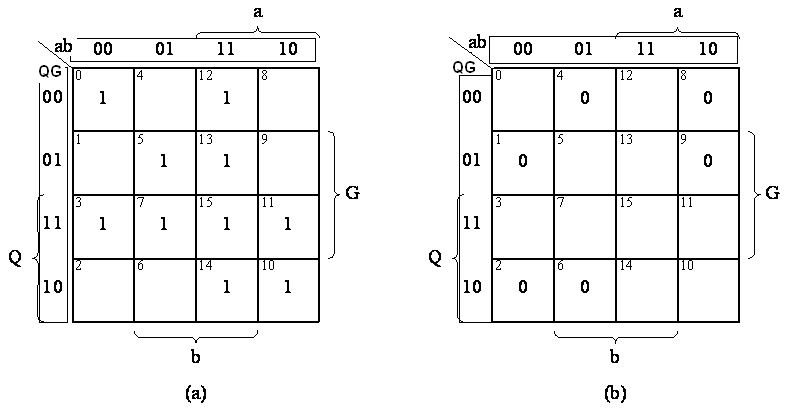 a a
ab 00 01 11 10 ab 00 01 11 10
QG QG
0 4 12 8 0 4 12 8
00 1 1 00 0 0
1 5 13 9 1 5 13 9
01 1 1 01 0 0
G G
3 7 15 11 3 7 15 11
11 1 1 1 1 11
Q Q
2 6 14 10 2 6 14 10
10 1 1 10 0 0
b b
(a) (b)